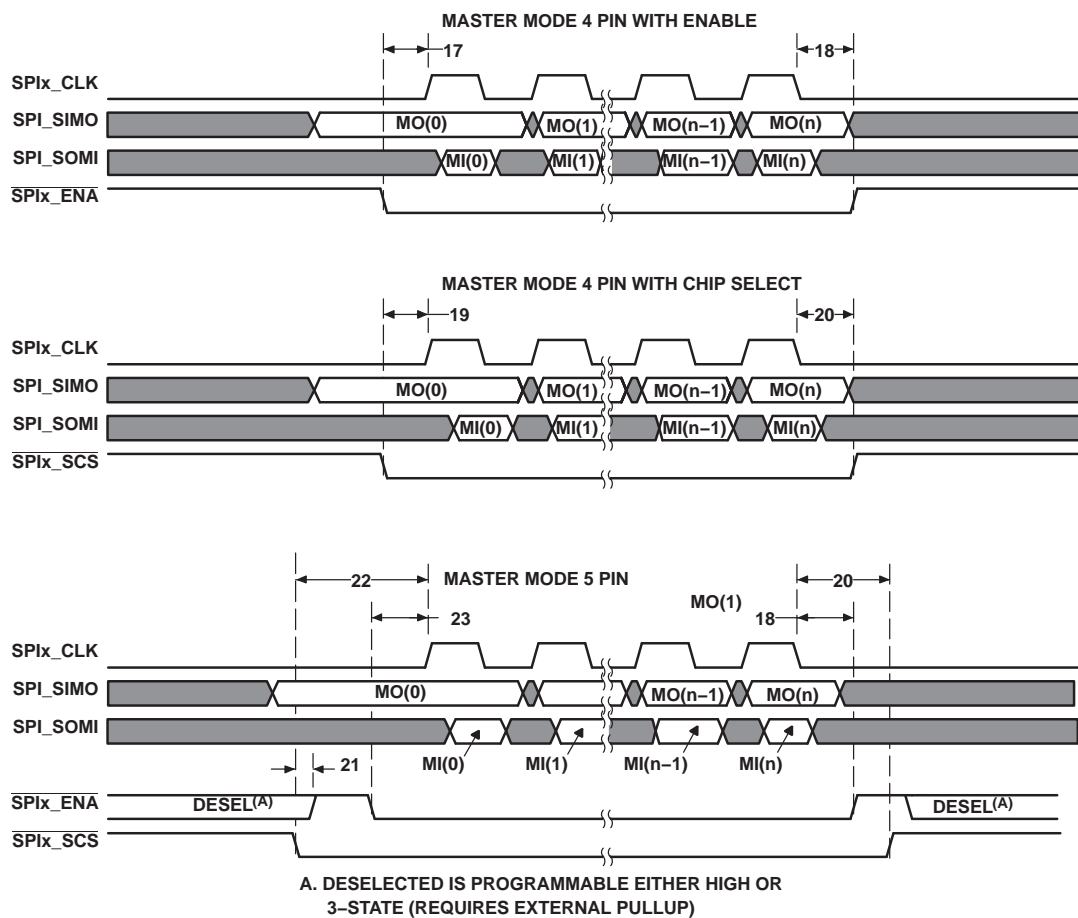 MASTER MODE 4 PIN WITH ENABLE
17
18
SPIx_CLK
SPI_SIMO
MO(0)
MO(1)
MO(n−1)
MO(n)
SPI_SOMI
MI(0)
MI(1)
MI(n−1)
MI(n)
SPIx_ENA
MASTER MODE 4 PIN WITH CHIP SELECT
19
20
SPIx_CLK
SPI_SIMO
MO(0)
MO(1)
MO(n−1)
MO(n)
SPI_SOMI
MI(0)
MI(1)
MI(n−1)
MI(n)
SPIx_SCS
22
MASTER MODE 5 PIN
20
MO(1)
23
18
SPIx_CLK
SPI_SIMO
MO(0)
MO(n−1)
MO(n)
SPI_SOMI
MI(0)
MI(1)
MI(n−1)
MI(n)
21
SPIx_ENA
DESEL(A)
DESEL(A)
SPIx_SCS
A. DESELECTED IS PROGRAMMABLE EITHER HIGH OR
3−STATE (REQUIRES EXTERNAL PULLUP)